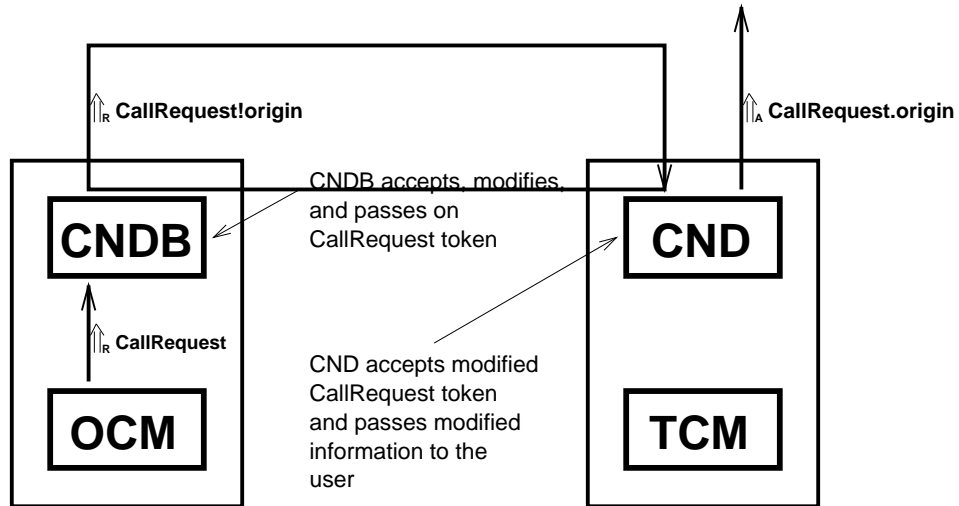 ⇑R CallRequest!origin
⇑A CallRequest.origin
CNDB accepts, modifies,
and passes on
CallRequest token
CNDB
CND
⇑R CallRequest
CND accepts modified
CallRequest token
and passes modified
information to the
user
OCM
TCM